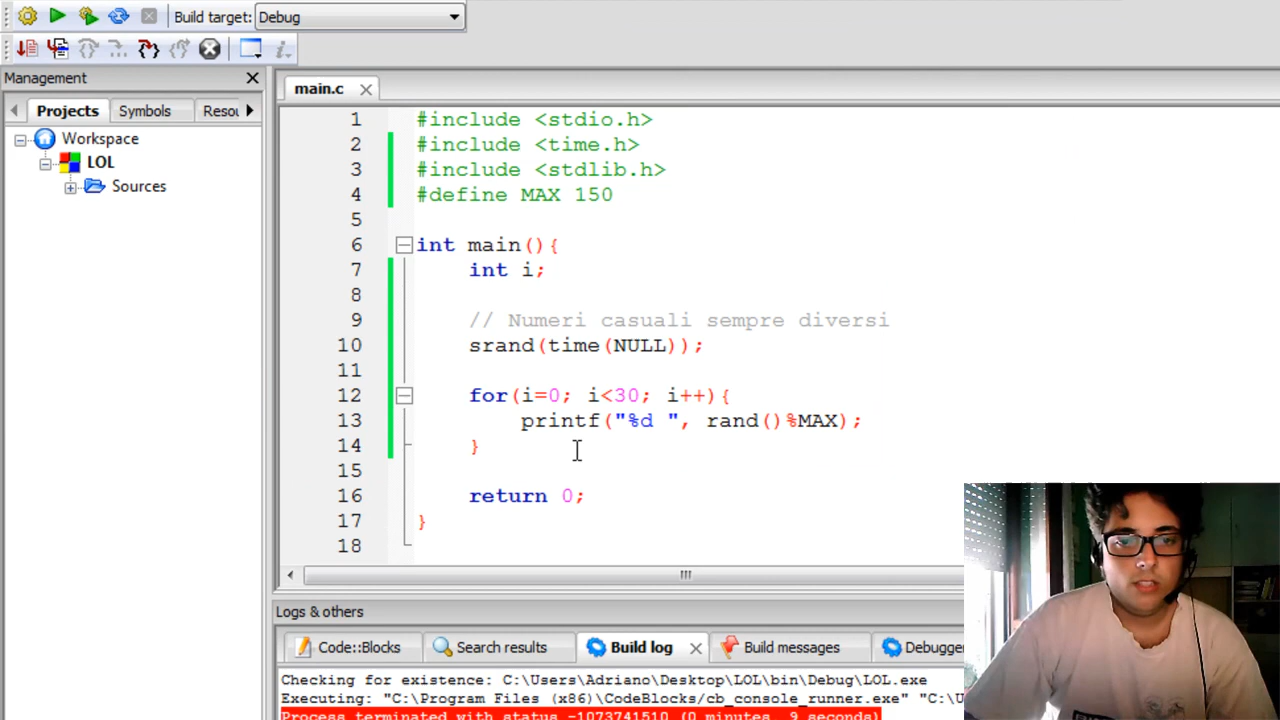 Build target: Debug
Management
Projects Symbols Resou
Workspace
LOL
Sources
main.c
1 #include <stdio.h>
2 #include <time.h>
3 #include <stdlib.h>
4 #define MAX 150
5
6 int main(){
7 int i;
8
9 // Numeri casuali sempre diversi
10 srand(time(NULL));
11
12 for(i=0; i<30; i++){
13 printf("%d ", rand()%MAX);
14 }
15
16 return 0;
17 }
18
Logs & others
Code::Blocks Search results Build log Build messages Debugger
Checking for existence: C:\Users\Adriano\Desktop\LOL\bin\Debug\LOL.exe
Executing: "C:\Program Files (x86)\CodeBlocks/cb_console_runner.exe" "C:\U
Process terminated with status -1073741510 (0 minutes, 9 seconds)